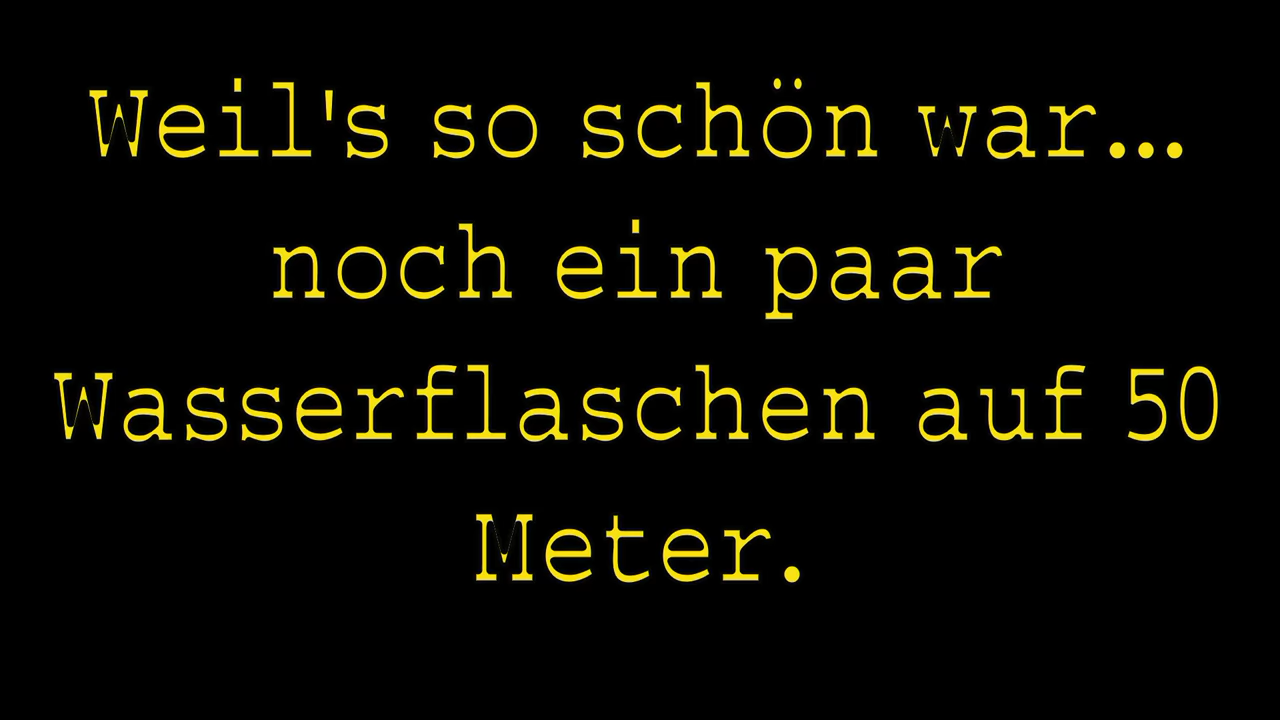 Weil's so schön war...
noch ein paar
Wasserflaschen auf 50
Meter.